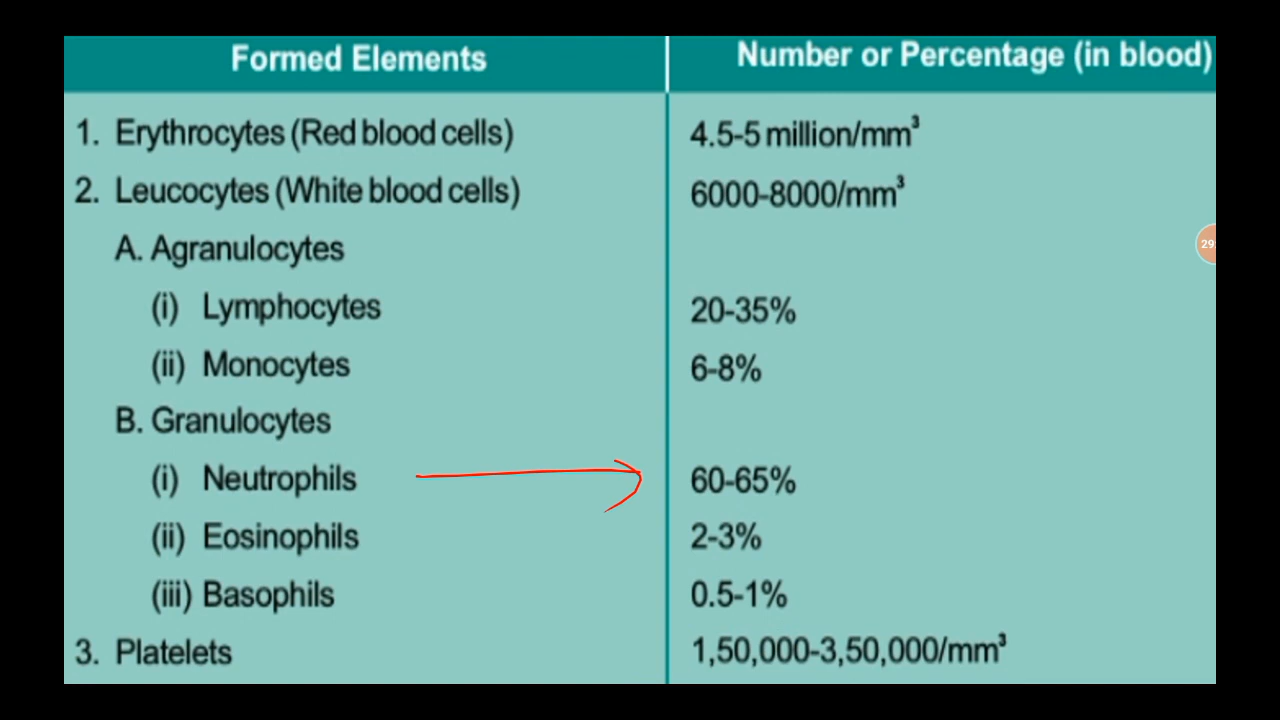 Formed Elements Number or Percentage (in blood)
1. Erythrocytes (Red blood cells) 4.5-5 million/mm³
2. Leucocytes (White blood cells) 6000-8000/mm³
A. Agranulocytes
(i) Lymphocytes 20-35%
(ii) Monocytes 6-8%
B. Granulocytes
(i) Neutrophils 60-65%
(ii) Eosinophils 2-3%
(iii) Basophils 0.5-1%
3. Platelets 1,50,000-3,50,000/mm³